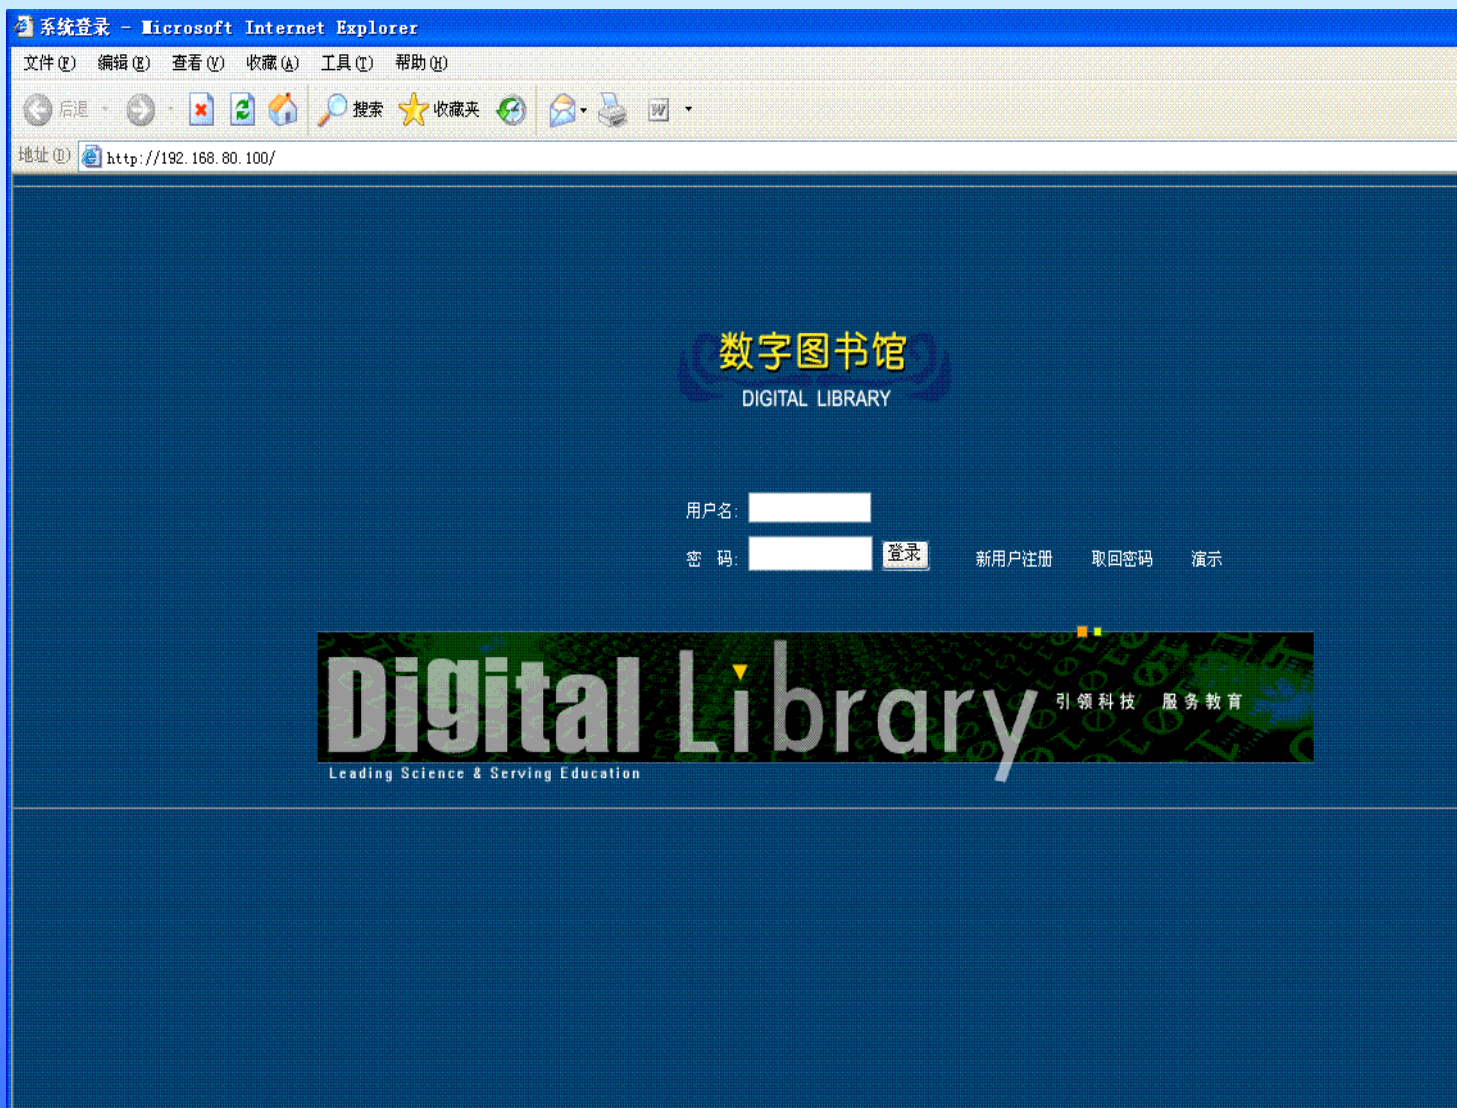 系统登录 - Microsoft Internet Explorer
文件(F) 编辑(E) 查看(V) 收藏(A) 工具(T) 帮助(H)
后退 搜索 收藏夹 W
地址(D) http://192.168.80.100/
数字图书馆
DIGITAL LIBRARY
用户名:
密 码: 登录 新用户注册 取回密码 演示
Digital Library 引领科技 服务教育
Leading Science & Serving Education